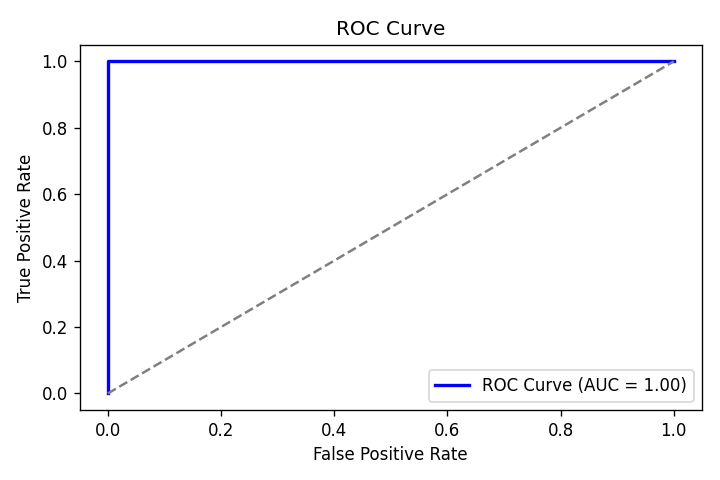 ROC Curve
True Positive Rate
1.0
0.8
0.6
0.4
0.2
0.0
ROC Curve (AUC = 1.00)
0.0 0.2 0.4 0.6 0.8 1.0
False Positive Rate